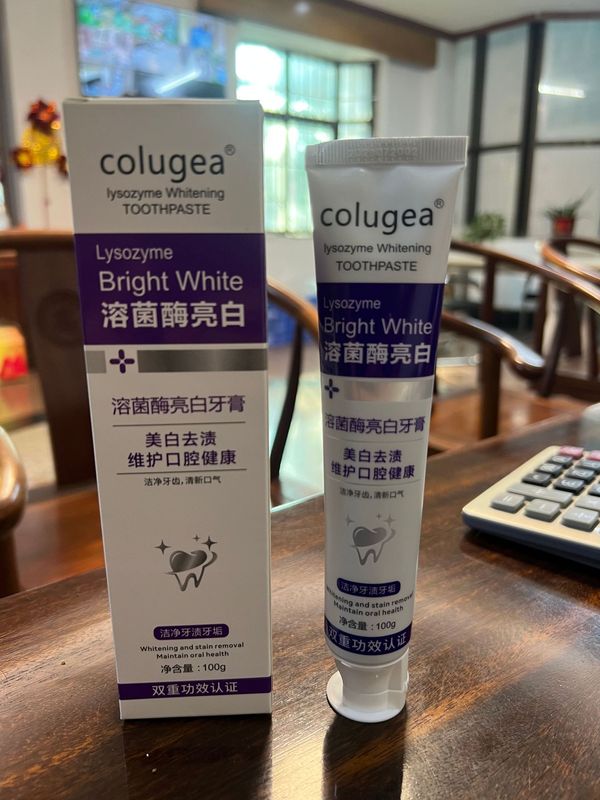 colugea®
lysozyme Whitening
TOOTHPASTE
Lysozyme
Bright White
溶菌酶亮白
溶菌酶亮白牙膏
美白去渍
维护口腔健康
洁净牙齿,清新口气
洁净牙渍牙垢
Whitening and stain removal
Maintain oral health
净含量:100g
双重功效认证
colugea®
lysozyme Whitening
TOOTHPASTE
Lysozyme
Bright White
溶菌酶亮白
溶菌酶亮白牙膏
美白去渍
维护口腔健康
洁净牙齿,清新口气
洁净牙渍牙垢
Whitening and stain removal
Maintain oral health
净含量:100g
双重功效认证